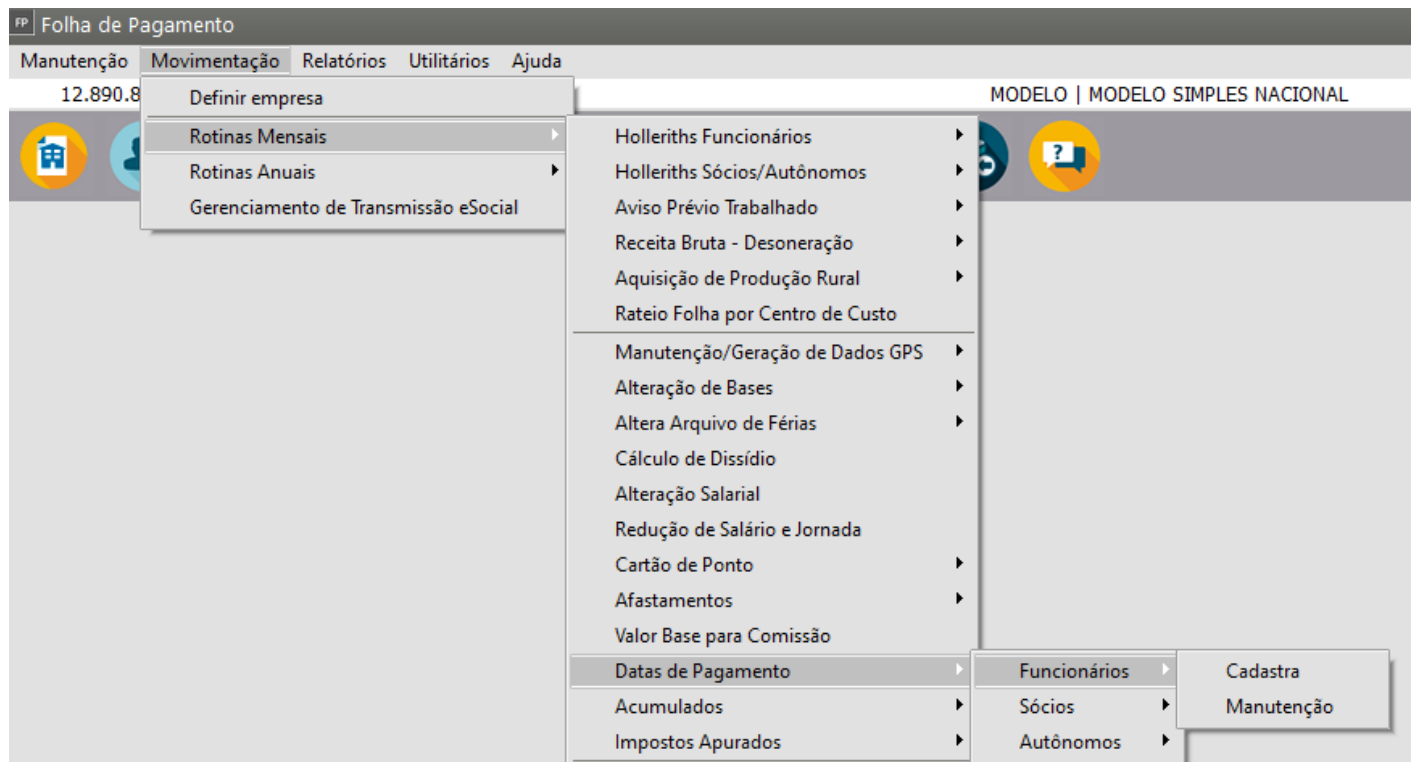 FP Folha de Pagamento
Manutenção Movimentação Relatórios Utilitários Ajuda
12.890.8 MODELO | MODELO SIMPLES NACIONAL
Definir empresa
Rotinas Mensais
Rotinas Anuais
Gerenciamento de Transmissão eSocial
Holleriths Funcionários
Holleriths Sócios/Autônomos
Aviso Prévio Trabalhado
Receita Bruta - Desoneração
Aquisição de Produção Rural
Rateio Folha por Centro de Custo
Manutenção/Geração de Dados GPS
Alteração de Bases
Altera Arquivo de Férias
Cálculo de Dissídio
Alteração Salarial
Redução de Salário e Jornada
Cartão de Ponto
Afastamentos
Valor Base para Comissão
Datas de Pagamento
Acumulados
Impostos Apurados
Funcionários
Sócios
Autônomos
Cadastra
Manutenção